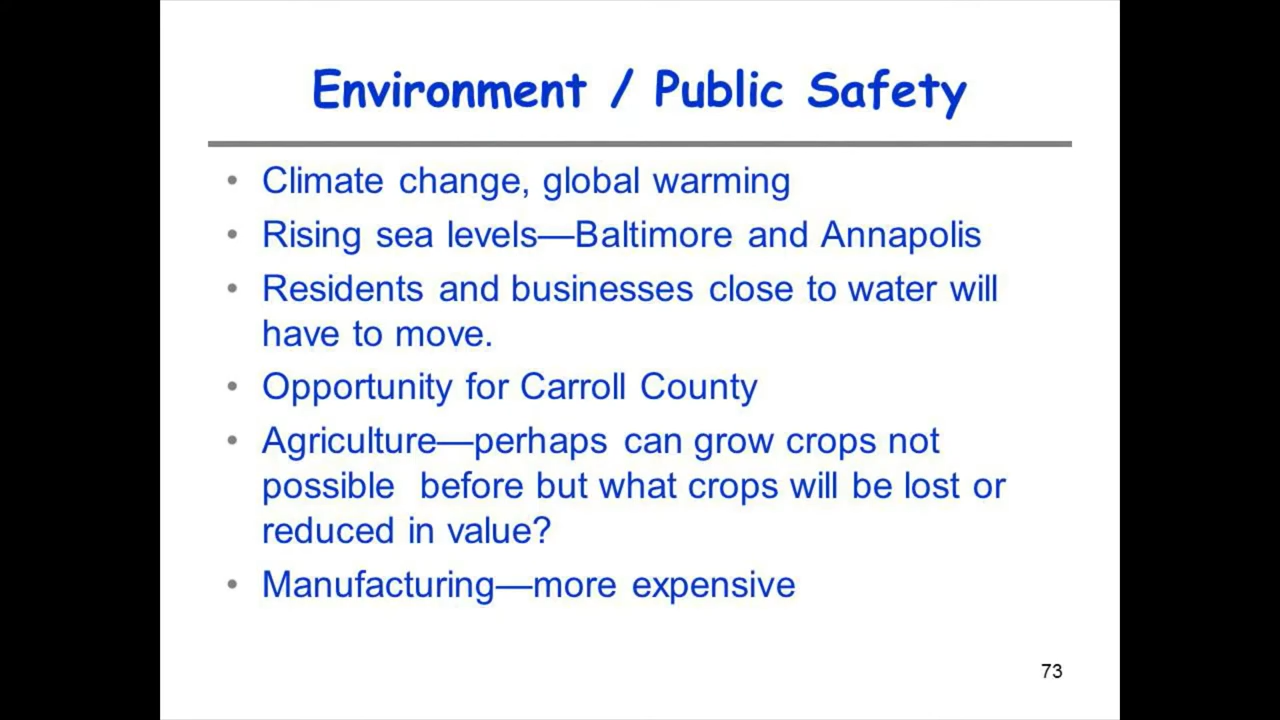 Environment / Public Safety
• Climate change, global warming
• Rising sea levels—Baltimore and Annapolis
• Residents and businesses close to water will
have to move.
• Opportunity for Carroll County
• Agriculture—perhaps can grow crops not
possible  before but what crops will be lost or
reduced in value?
• Manufacturing—more expensive
73